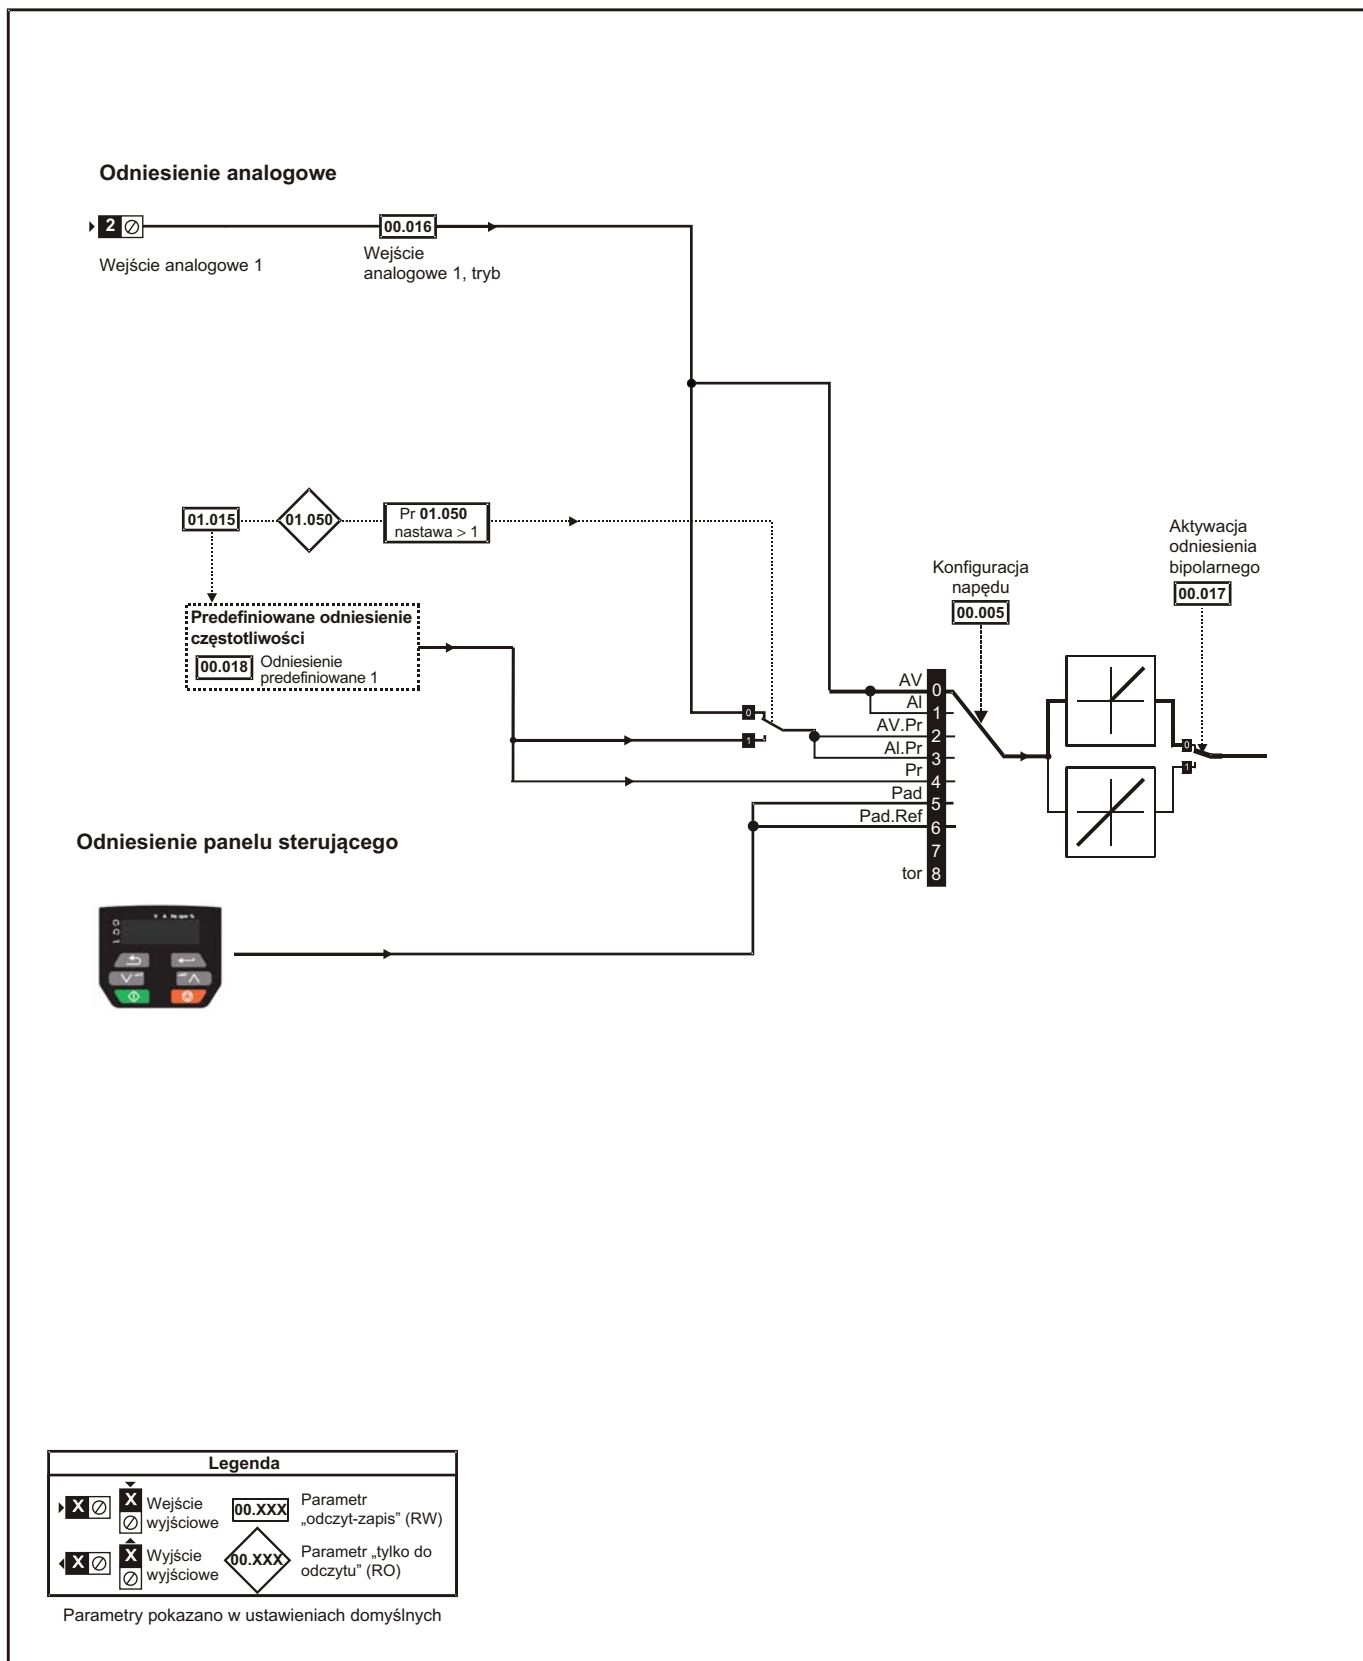 Odniesienie analogowe
2
00.016
Wejście analogowe 1
Wejście
analogowe 1, tryb
01.015
01.050
Pr 01.050
nastawa > 1
Predefiniowane odniesienie
częstotliwości
00.018 Odniesienie
predefiniowane 1
0
1
Konfiguracja
napędu
00.005
Aktywacja
odniesienia
bipolarnego
00.017
AV 0
AI 1
AV.Pr 2
AI.Pr 3
Pr 4
Pad 5
Pad.Ref 6
7
tor 8
0
1
Odniesienie panelu sterującego
V A Hz rpm %
Legenda
X
X
Wejście
wyjściowe
00.XXX
Parametr
„odczyt-zapis” (RW)
X
X
Wyjście
wyjściowe
00.XXX
Parametr „tylko do
odczytu” (RO)
Parametry pokazano w ustawieniach domyślnych